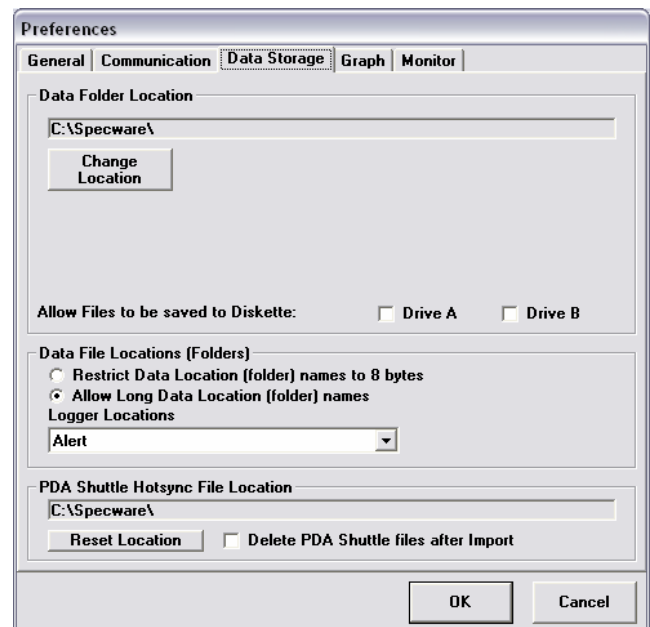 Preferences
General Communication Data Storage Graph Monitor
Data Folder Location
C:\Specware\
Change
Location
Allow Files to be saved to Diskette: Drive A Drive B
Data File Locations (Folders)
Restrict Data Location (folder) names to 8 bytes
Allow Long Data Location (folder) names
Logger Locations
Alert
PDA Shuttle Hotsync File Location
C:\Specware\
Reset Location Delete PDA Shuttle files after Import
OK Cancel